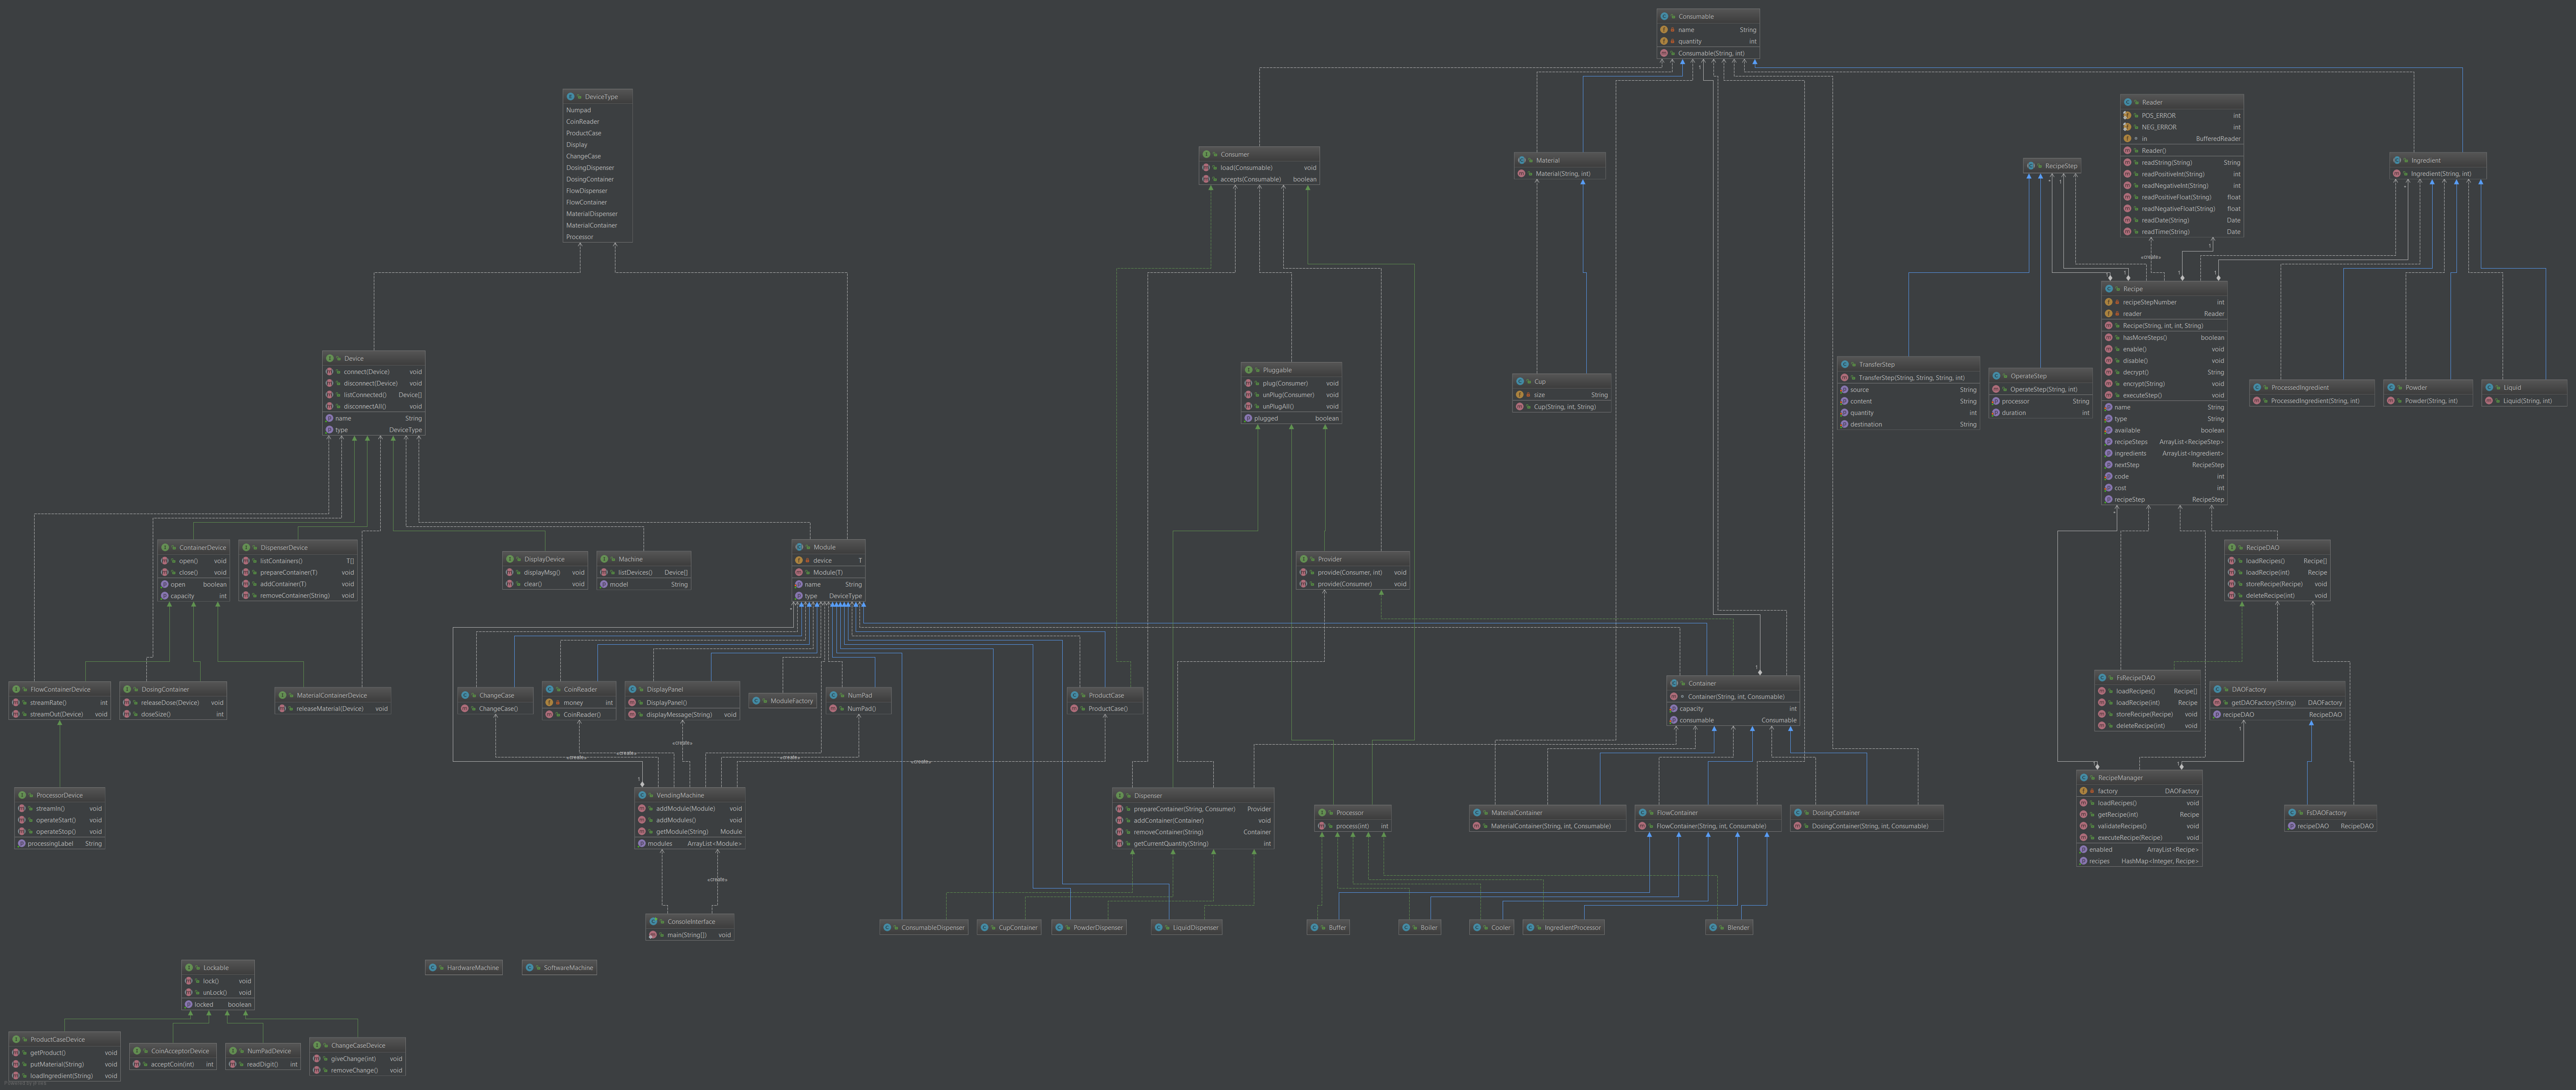 Consumable
name String
quantity int
Consumable(String, int)
DeviceType
Numpad
CoinReader
ProductCase
Display
ChangeCase
DosingDispenser
DosingContainer
FlowDispenser
FlowContainer
MaterialDispenser
MaterialContainer
Processor
Reader
POS_ERROR int
NEG_ERROR int
in BufferedReader
Reader()
readString(String) String
readPositiveInt(String) int
readNegativeInt(String) int
readPositiveFloat(String) float
readNegativeFloat(String) float
readDate(String) Date
readTime(String) Date
Consumer
load(Consumable) void
accepts(Consumable) boolean
Material
Material(String, int)
RecipeStep
Ingredient
Ingredient(String, int)
«create»
Recipe
recipeStepNumber int
reader Reader
Recipe(String, int, int, String)
hasMoreSteps() boolean
enable() void
disable() void
decrypt() String
encrypt(String) void
executeStep() void
name String
type String
available boolean
recipeSteps ArrayList<RecipeStep>
ingredients ArrayList<Ingredient>
nextStep RecipeStep
code int
cost int
recipeStep RecipeStep
Device
connect(Device) void
disconnect(Device) void
listConnected() Device[]
disconnectAll() void
name String
type DeviceType
Pluggable
plug(Consumer) void
unPlug(Consumer) void
unPlugAll() void
plugged boolean
Cup
size String
Cup(String, int, String)
TransferStep
TransferStep(String, String, String, int)
source String
content String
quantity int
destination String
OperateStep
OperateStep(String, int)
processor String
duration int
ProcessedIngredient
ProcessedIngredient(String, int)
Powder
Powder(String, int)
Liquid
Liquid(String, int)
ContainerDevice
open() void
close() void
open boolean
capacity int
DispenserDevice
listContainers() T[]
prepareContainer(T) void
addContainer(T) void
removeContainer(String) void
DisplayDevice
displayMsg() void
clear() void
Machine
listDevices() Device[]
model String
Module
device T
Module(T)
name String
type DeviceType
Provider
provide(Consumer, int) void
provide(Consumer) void
RecipeDAO
loadRecipes() Recipe[]
loadRecipe(int) Recipe
storeRecipe(Recipe) void
deleteRecipe(int) void
FlowContainerDevice
streamRate() int
streamOut(Device) void
DosingContainer
releaseDose(Device) void
doseSize() int
MaterialContainerDevice
releaseMaterial(Device) void
ChangeCase
ChangeCase()
CoinReader
money int
CoinReader()
DisplayPanel
DisplayPanel()
displayMessage(String) void
ModuleFactory
NumPad
NumPad()
ProductCase
ProductCase()
Container
Container(String, int, Consumable)
capacity int
consumable Consumable
FsRecipeDAO
loadRecipes() Recipe[]
loadRecipe(int) Recipe
storeRecipe(Recipe) void
deleteRecipe(int) void
DAOFactory
getDAOFactory(String) DAOFactory
recipeDAO RecipeDAO
«create»
«create»
«create»
«create»
ProcessorDevice
streamIn() void
operateStart() void
operateStop() void
processingLabel String
VendingMachine
addModule(Module) void
addModules() void
getModule(String) Module
modules ArrayList<Module>
Dispenser
prepareContainer(String, Consumer) Provider
addContainer(Container) void
removeContainer(String) Container
getCurrentQuantity(String) int
Processor
process(int) int
MaterialContainer
MaterialContainer(String, int, Consumable)
FlowContainer
FlowContainer(String, int, Consumable)
DosingContainer
DosingContainer(String, int, Consumable)
RecipeManager
factory DAOFactory
loadRecipes() void
getRecipe(int) Recipe
validateRecipes() void
executeRecipe(Recipe) void
enabled ArrayList<Recipe>
recipes HashMap<Integer, Recipe>
FsDAOFactory
recipeDAO RecipeDAO
«create»
ConsoleInterface
main(String[]) void
ConsumableDispenser
CupContainer
PowderDispenser
LiquidDispenser
Buffer
Boiler
Cooler
IngredientProcessor
Blender
Lockable
lock() void
unLock() void
locked boolean
HardwareMachine
SoftwareMachine
ProductCaseDevice
getProduct() void
putMaterial(String) void
loadIngredient(String) void
CoinAcceptorDevice
acceptCoin(int) int
NumPadDevice
readDigit() int
ChangeCaseDevice
giveChange(int) void
removeChange() void